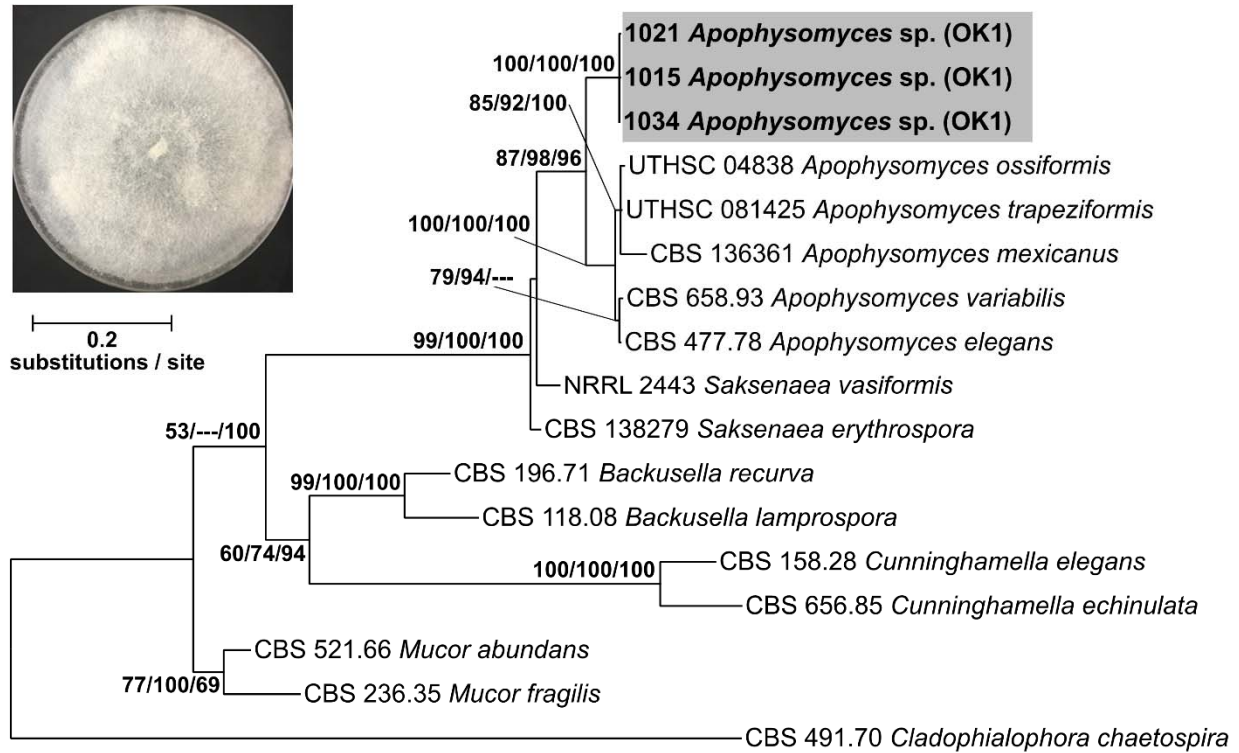 1021 Apophysomyces sp. (OK1)
100/100/100
1015 Apophysomyces sp. (OK1)
85/92/100
1034 Apophysomyces sp. (OK1)
87/98/96
UTHSC 04838 Apophysomyces ossiformis
UTHSC 081425 Apophysomyces trapeziformis
100/100/100
CBS 136361 Apophysomyces mexicanus
79/94/---
CBS 658.93 Apophysomyces variabilis
0.2
substitutions / site
99/100/100
CBS 477.78 Apophysomyces elegans
NRRL 2443 Saksenaea vasiformis
53/---/100
CBS 138279 Saksenaea erythrospora
CBS 196.71 Backusella recurva
99/100/100
CBS 118.08 Backusella lamprospora
60/74/94
CBS 158.28 Cunninghamella elegans
100/100/100
CBS 656.85 Cunninghamella echinulata
CBS 521.66 Mucor abundans
77/100/69
CBS 236.35 Mucor fragilis
CBS 491.70 Cladophialophora chaetospira